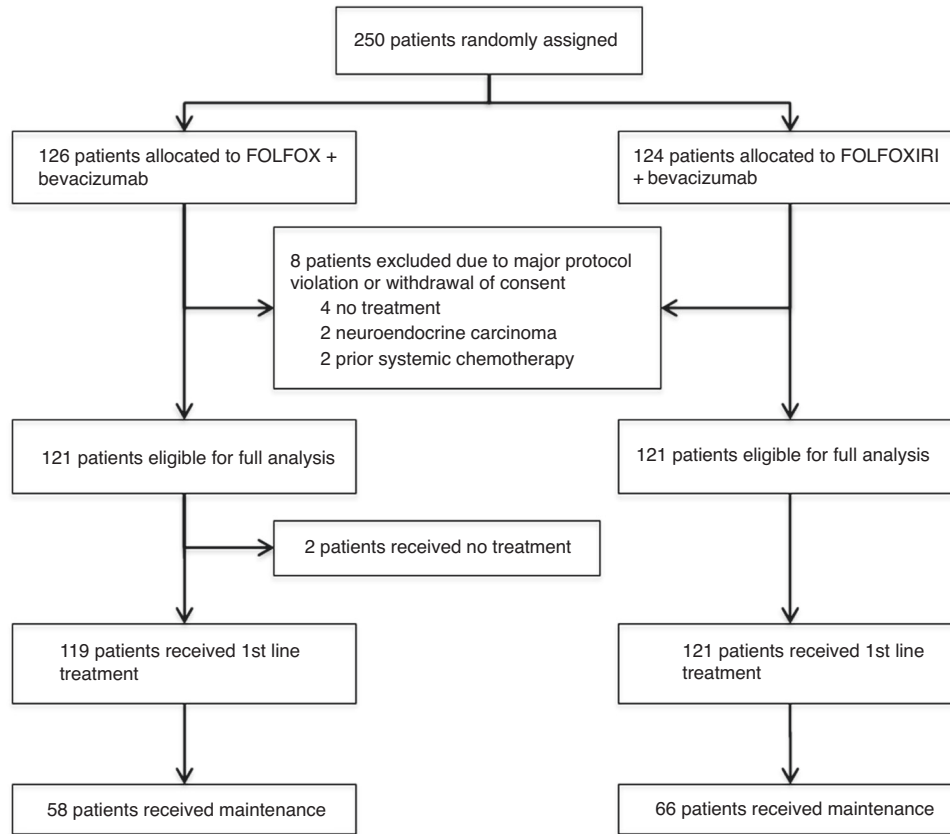 250 patients randomly assigned
126 patients allocated to FOLFOX +
bevacizumab
124 patients allocated to FOLFOXIRI
+ bevacizumab
8 patients excluded due to major protocol
violation or withdrawal of consent
4 no treatment
2 neuroendocrine carcinoma
2 prior systemic chemotherapy
121 patients eligible for full analysis
121 patients eligible for full analysis
2 patients received no treatment
119 patients received 1st line
treatment
121 patients received 1st line
treatment
58 patients received maintenance
66 patients received maintenance